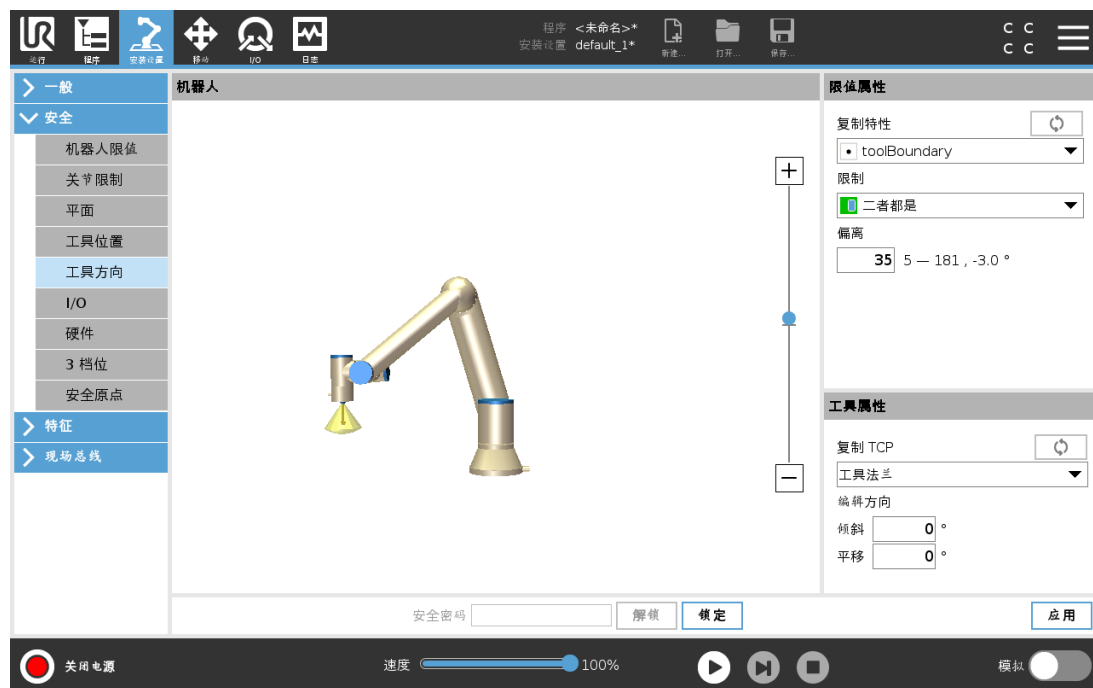 UR
运行
程序
安装设置
移动
I/O
日志
程序 <未命名>*
安装设置 default_1*
新建...
打开...
保存...
C C
C C
一般
安全
机器人限值
关节限制
平面
工具位置
工具方向
I/O
硬件
3 档位
安全原点
特征
现场总线
机器人
限值属性
复制特性
toolBoundary
限制
二者都是
偏离
35 5 — 181 , -3.0 °
工具属性
复制 TCP
工具法兰
编辑方向
倾斜 0 °
平移 0 °
安全密码 解锁 锁定 应用
关闭电源
速度 100%
模拟